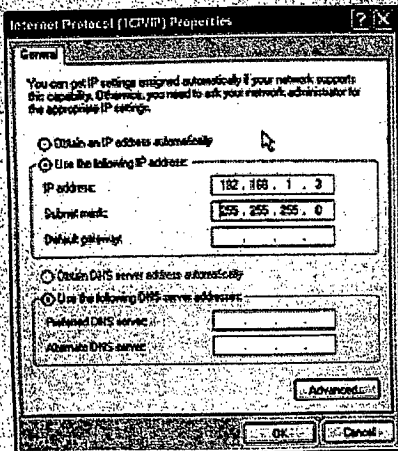 Internet Protocol (TCP/IP) Properties
General
You can get IP settings assigned automatically if your network supports
this capability. Otherwise, you need to ask your network administrator for
the appropriate IP settings.
Obtain an IP address automatically
Use the following IP address:
IP address: 192 . 168 . 1 . 3
Subnet mask: 255 . 255 . 255 . 0
Default gateway: . . .
Obtain DNS server address automatically
Use the following DNS server addresses:
Preferred DNS server: . . .
Alternate DNS server: . . .
Advanced...
OK Cancel